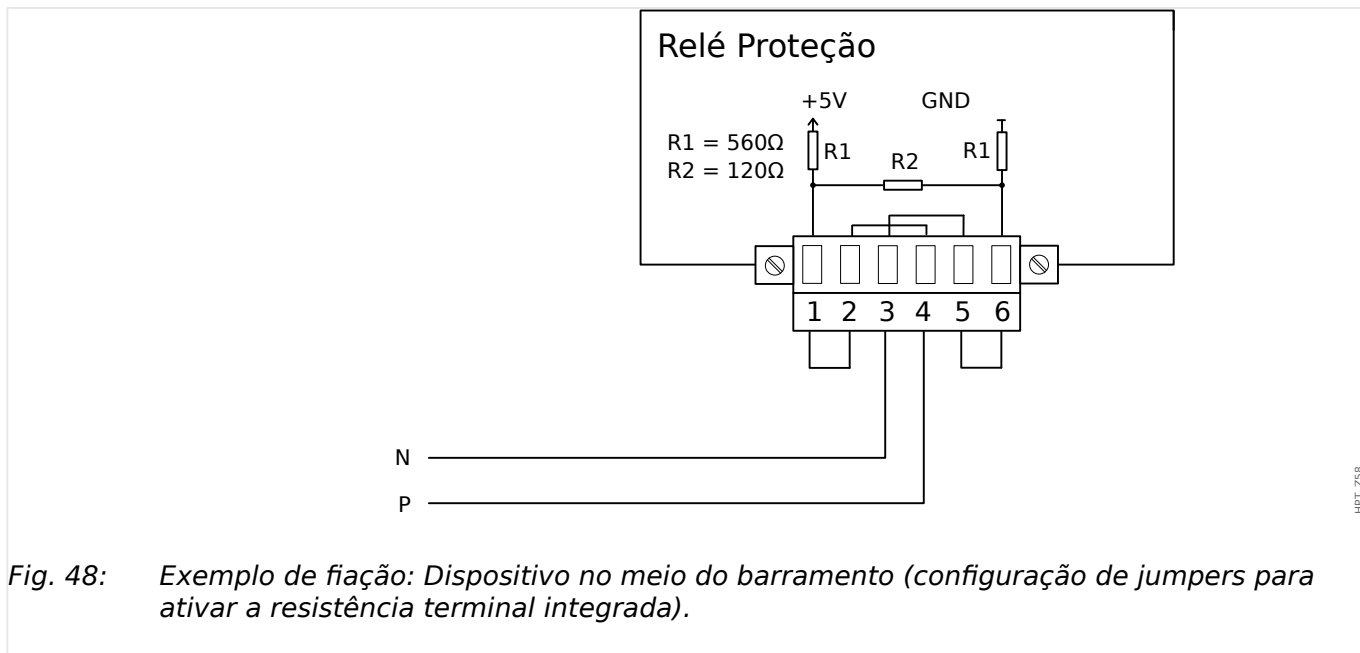 Relé Proteção
+5V
GND
R1 = 560Ω
R2 = 120Ω
R1
R2
R1
1 2 3 4 5 6
N
P
HPT_Z58
Fig. 48: Exemplo de fiação: Dispositivo no meio do barramento (configuração de jumpers para
ativar a resistência terminal integrada).